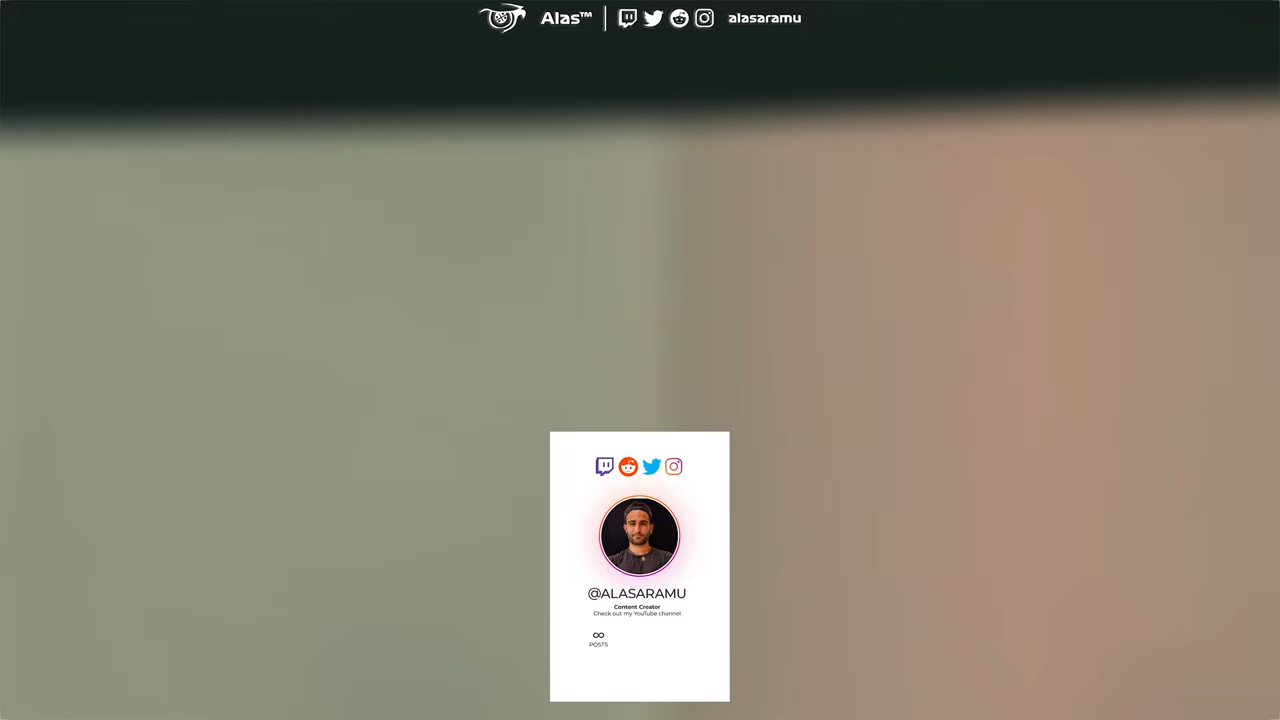 Alas™ | alasaramu
@ALASARAMU
Content Creator
Check out my YouTube channel
∞
POSTS